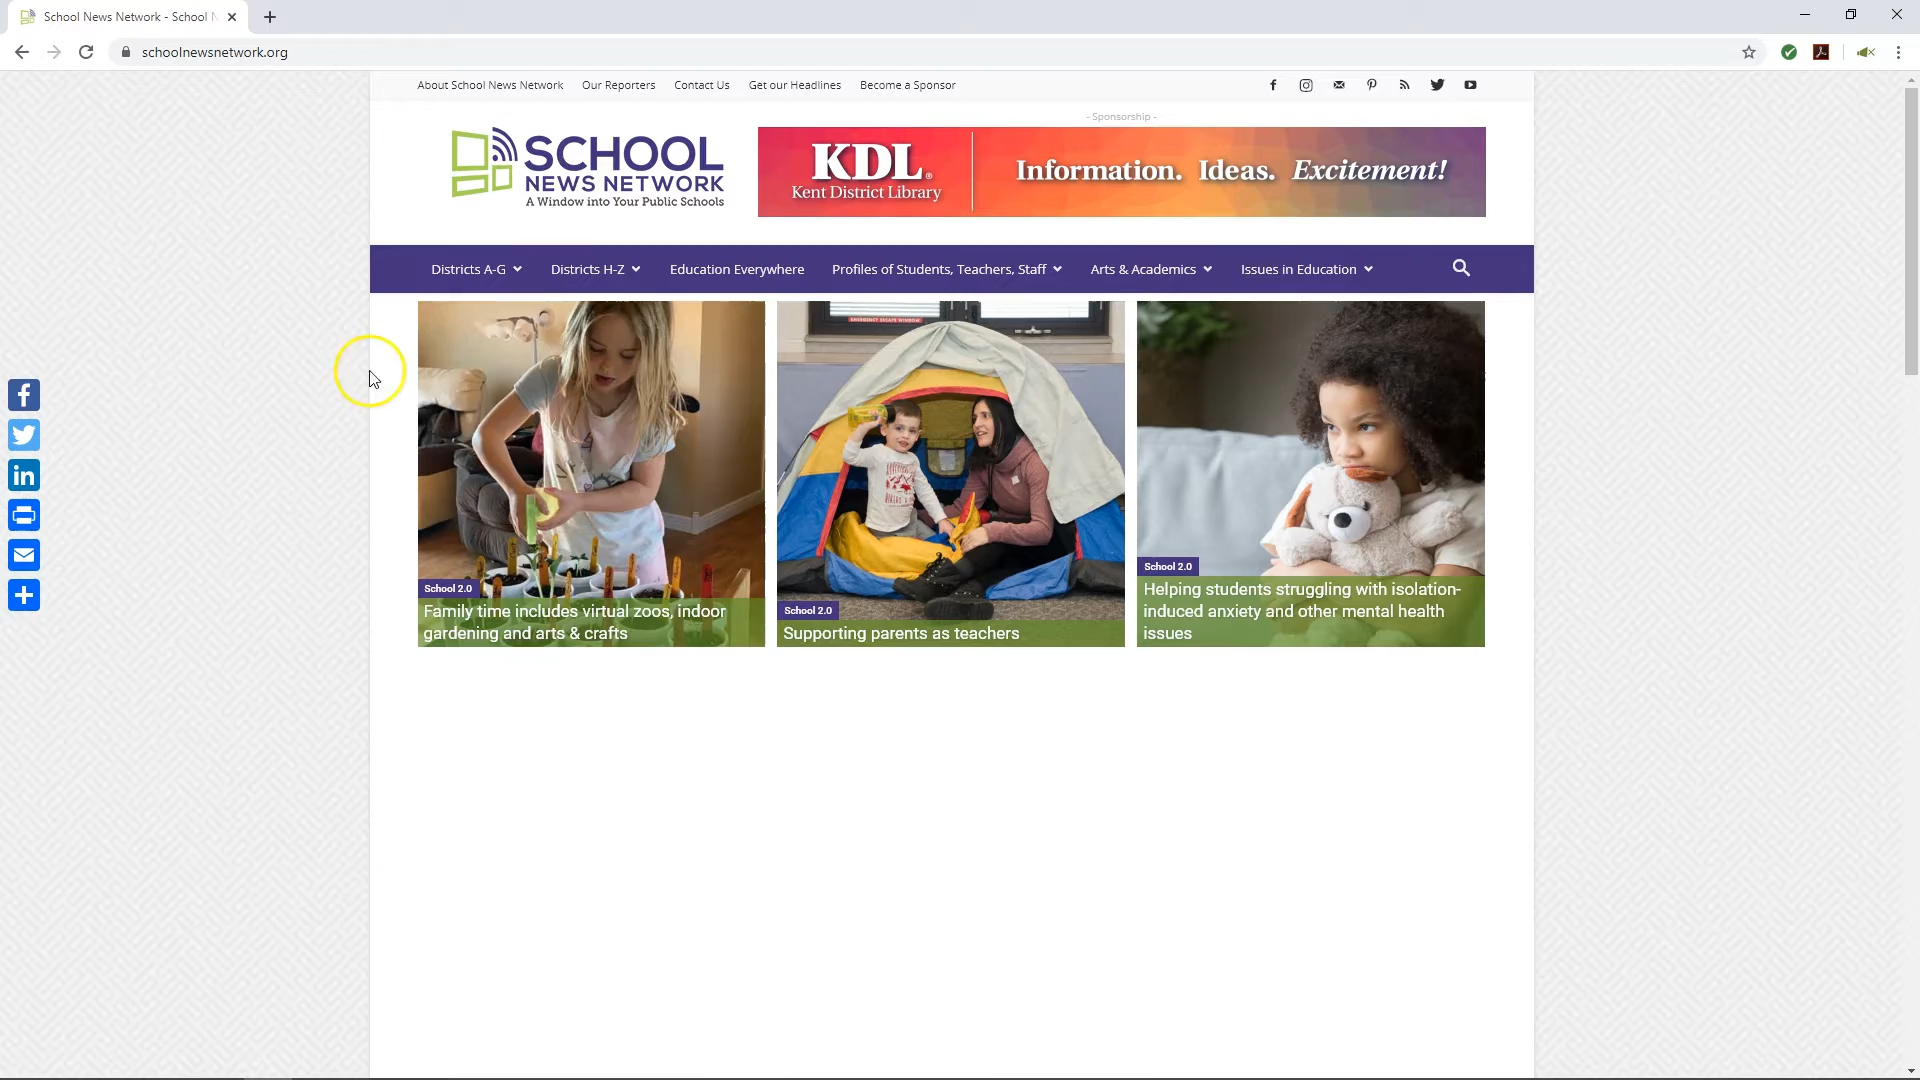 School News Network - School N
schoolnewsnetwork.org
About School News Network Our Reporters Contact Us Get our Headlines Become a Sponsor
- Sponsorship -
SCHOOL
NEWS NETWORK
A Window into Your Public Schools
KDL®
Kent District Library
Information. Ideas. Excitement!
Districts A-G Districts H-Z Education Everywhere Profiles of Students, Teachers, Staff Arts & Academics Issues in Education
EMERGENCY ESCAPE WINDOW
School 2.0
Family time includes virtual zoos, indoor
gardening and arts & crafts
School 2.0
Supporting parents as teachers
School 2.0
Helping students struggling with isolation-
induced anxiety and other mental health
issues